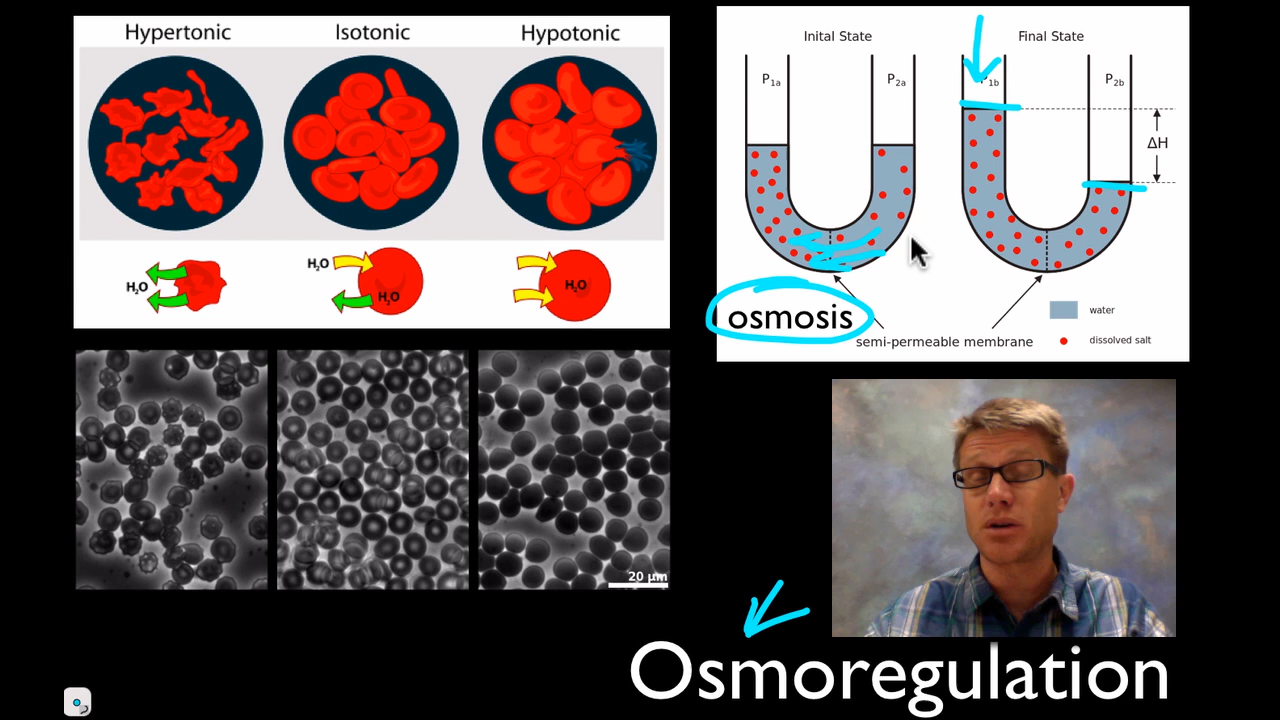 Hypertonic Isotonic Hypotonic
H₂O
H₂O
H₂O
H₂O
Inital State Final State
P1a P2a P1b P2b
ΔH
osmosis
water
semi-permeable membrane
dissolved salt
20 µm
Osmoregulation